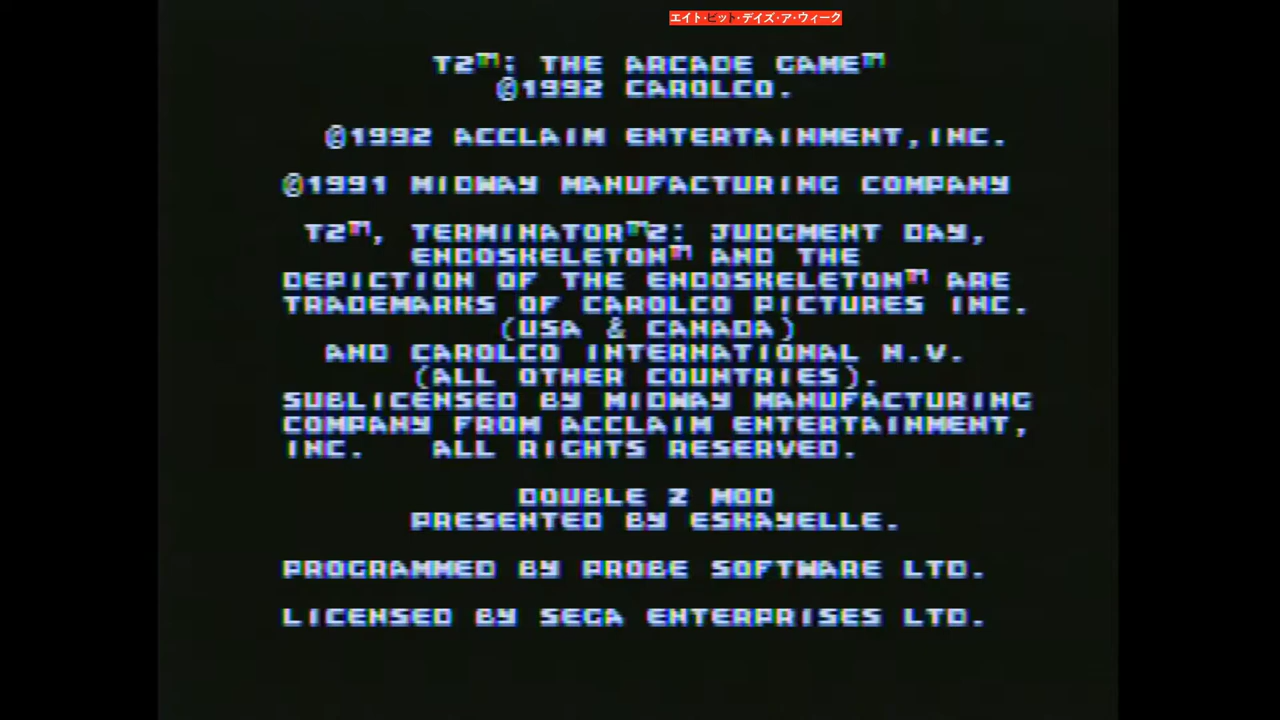 エイト·ビット·デイズ·ア·ウィーク
T2™: THE ARCADE GAME™
©1992 CAROLCO.
©1992 ACCLAIM ENTERTAINMENT,INC.
©1991 MIDWAY MANUFACTURING COMPANY
T2™, TERMINATOR™2: JUDGMENT DAY,
ENDOSKELETON™ AND THE
DEPICTION OF THE ENDOSKELETON™ ARE
TRADEMARKS OF CAROLCO PICTURES INC.
(USA & CANADA)
AND CAROLCO INTERNATIONAL N.V.
(ALL OTHER COUNTRIES).
SUBLICENSED BY MIDWAY MANUFACTURING
COMPANY FROM ACCLAIM ENTERTAINMENT,
INC. ALL RIGHTS RESERVED.
DOUBLE Z MOD
PRESENTED BY ESKAYELLE.
PROGRAMMED BY PROBE SOFTWARE LTD.
LICENSED BY SEGA ENTERPRISES LTD.